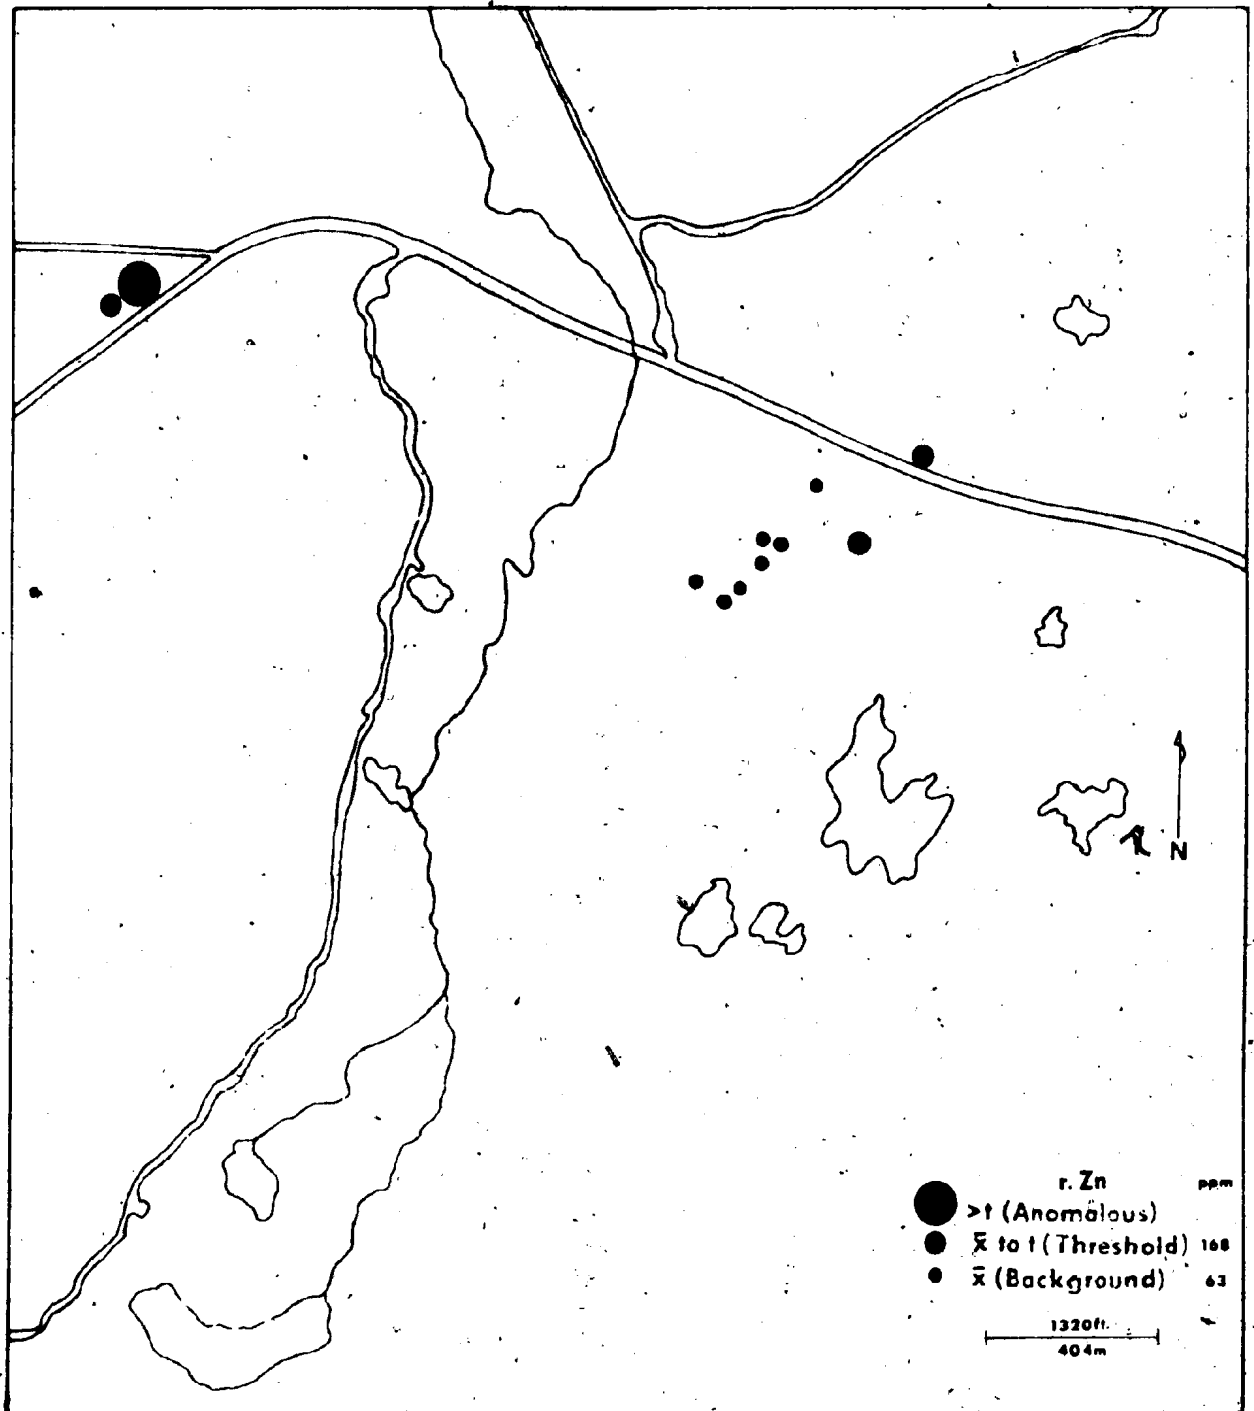 N
r. Zn ppm
>t (Anomalous)
x̄ to t (Threshold) 168
x̄ (Background) 63
1320ft.
404m